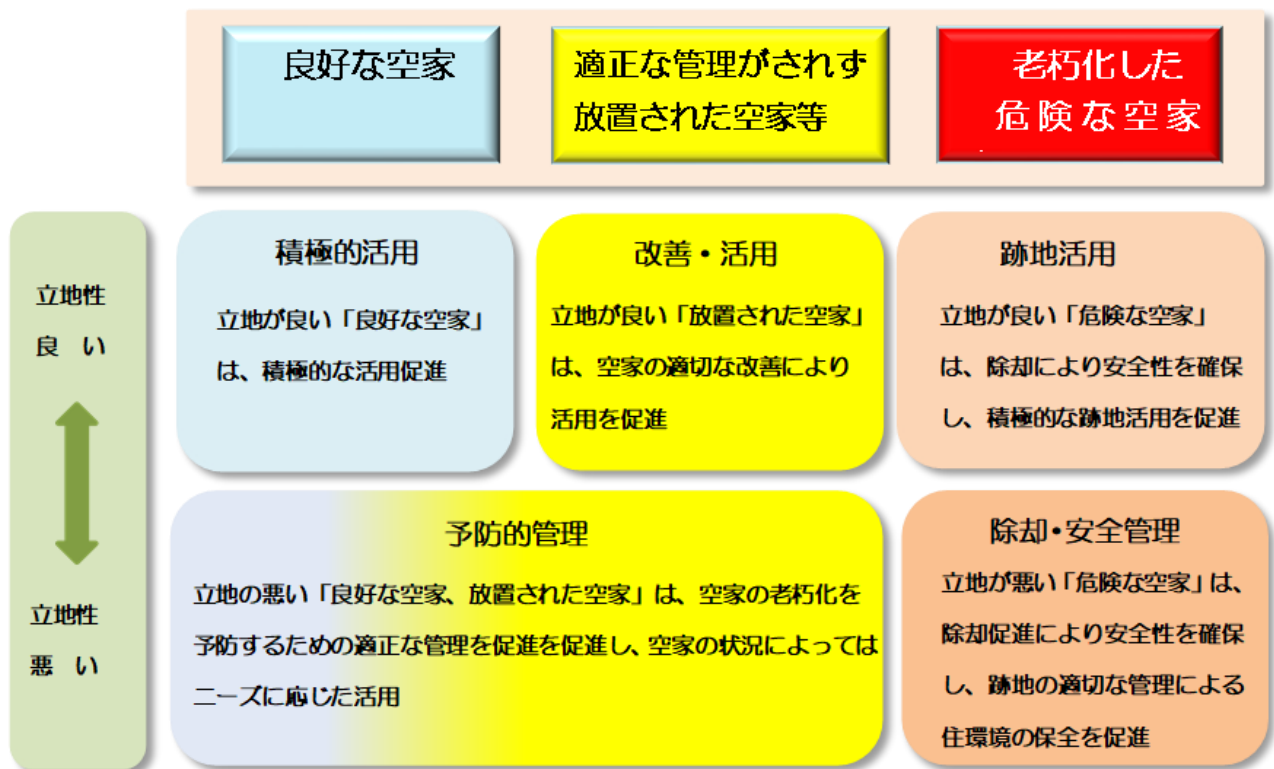 良好な空家
適正な管理がされず
放置された空家等
老朽化した
危険な空家
立地性
良 い
積極的活用
立地が良い「良好な空家」
は、積極的な活用促進
改善・活用
立地が良い「放置された空家」
は、空家の適切な改善により
活用を促進
跡地活用
立地が良い「危険な空家」
は、除却により安全性を確保
し、積極的な跡地活用を促進
立地性
悪 い
予防的管理
立地の悪い「良好な空家、放置された空家」は、空家の老朽化を
予防するための適正な管理を促進を促進し、空家の状況によっては
ニーズに応じた活用
除却・安全管理
立地が悪い「危険な空家」は、
除却促進により安全性を確保
し、跡地の適切な管理による
住環境の保全を促進